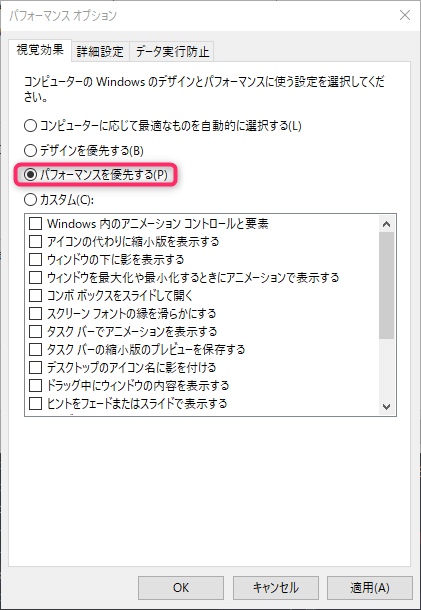 パフォーマンス オプション
視覚効果 詳細設定 データ実行防止
コンピューターの Windows のデザインとパフォーマンスに使う設定を選択してくだ
さい。
コンピューターに応じて最適なものを自動的に選択する(L)
デザインを優先する(B)
パフォーマンスを優先する(P)
カスタム(C):
Windows 内のアニメーション コントロールと要素
アイコンの代わりに縮小版を表示する
ウィンドウの下に影を表示する
ウィンドウを最大化や最小化するときにアニメーションで表示する
コンボ ボックスをスライドして開く
スクリーン フォントの縁を滑らかにする
タスク バーでアニメーションを表示する
タスク バーの縮小版のプレビューを保存する
デスクトップのアイコン名に影を付ける
ドラッグ中にウィンドウの内容を表示する
ヒントをフェードまたはスライドで表示する
OK キャンセル 適用(A)